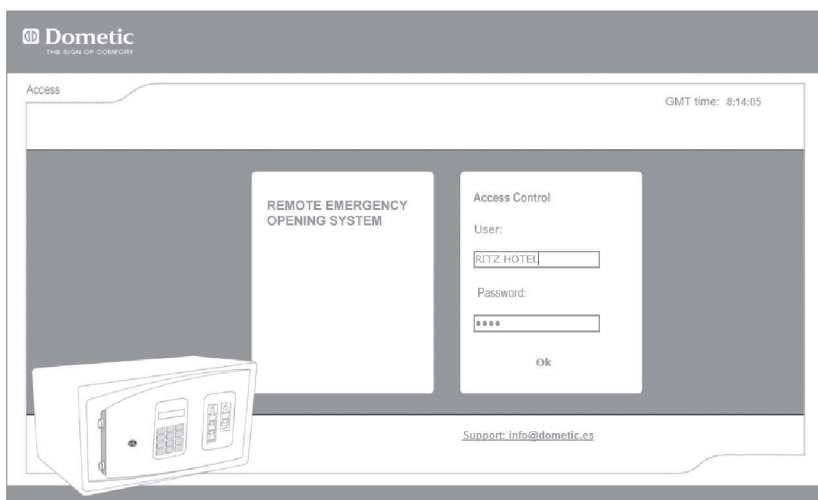 Dometic
THE SIGN OF COMFORT
Access
GMT time: 8:14:05
REMOTE EMERGENCY
OPENING SYSTEM
Access Control
User:
RITZ HOTEL
Password:
••••
Ok
Support: info@dometic.es